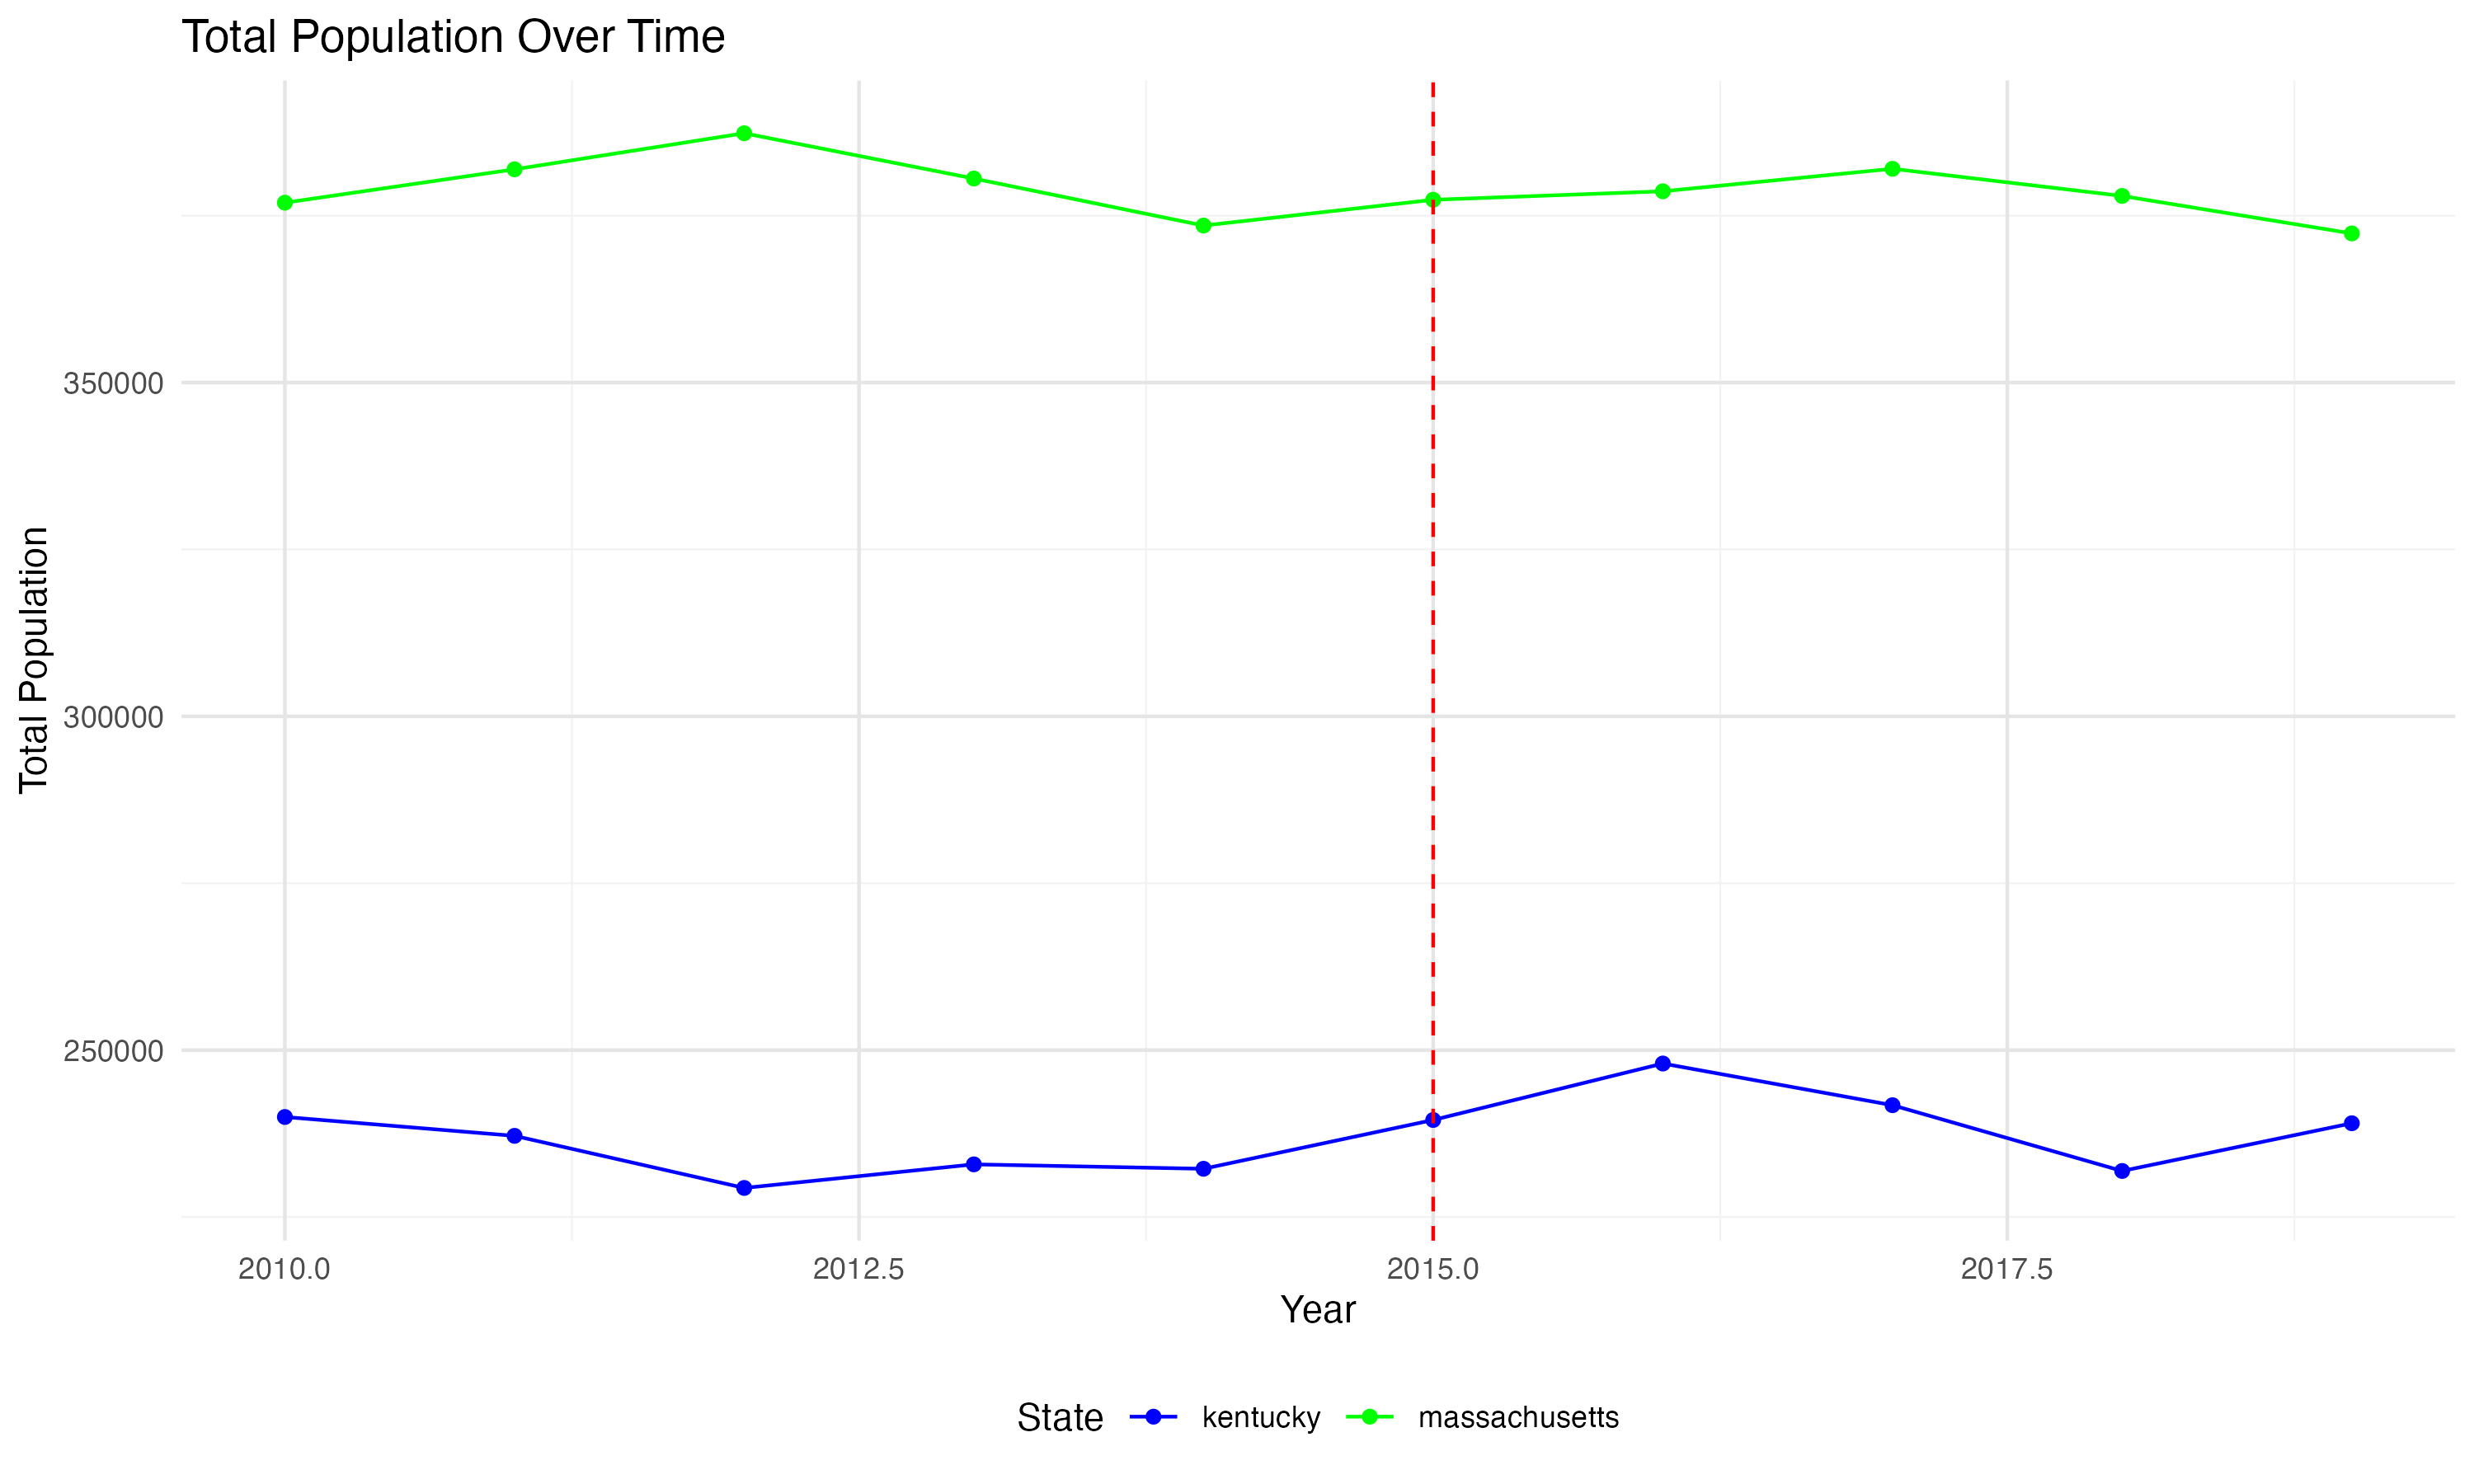 Total Population Over Time
Total Population
350000
300000
250000
2010.0
2012.5
2015.0
2017.5
Year
State kentucky massachusetts